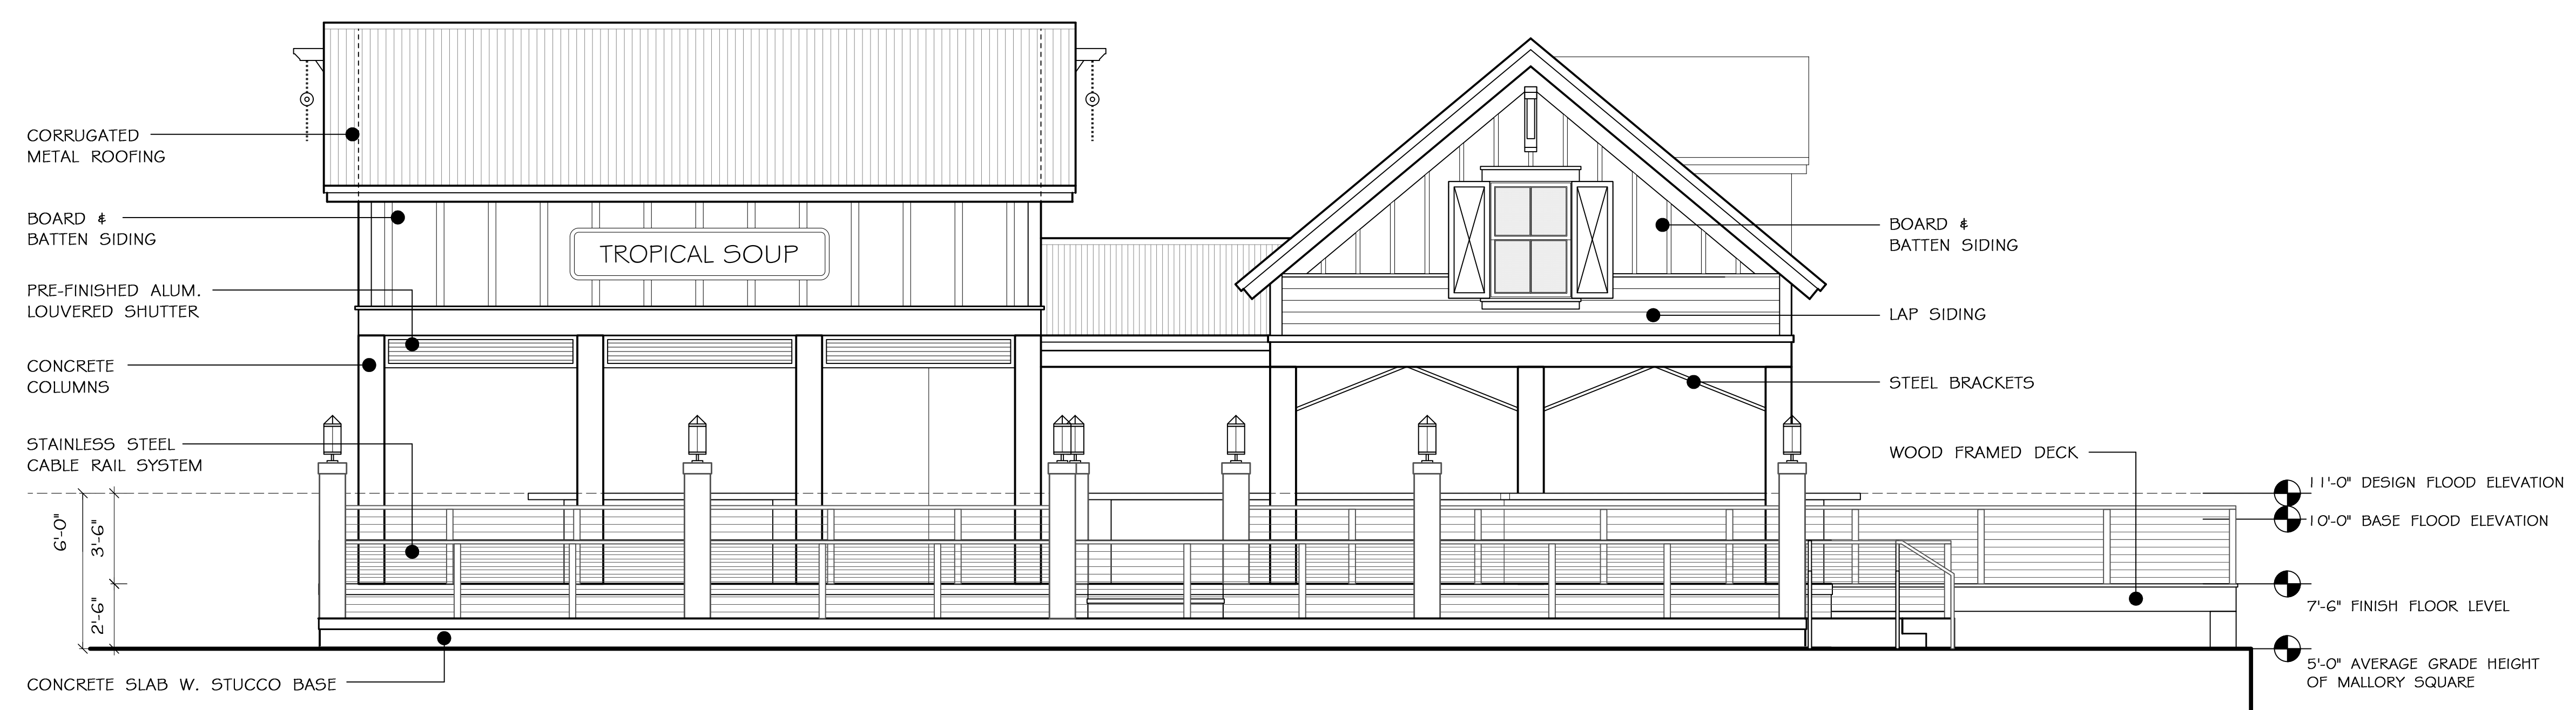 CORRUGATED
METAL ROOFING
BOARD &
BATTEN SIDING
TROPICAL SOUP
PRE-FINISHED ALUM.
LOUVERED SHUTTER
CONCRETE
COLUMNS
STAINLESS STEEL
CABLE RAIL SYSTEM
6'-0"
3'-6"
2'-6"
CONCRETE SLAB W. STUCCO BASE
BOARD &
BATTEN SIDING
LAP SIDING
STEEL BRACKETS
WOOD FRAMED DECK
11'-0" DESIGN FLOOD ELEVATION
10'-0" BASE FLOOD ELEVATION
7'-6" FINISH FLOOR LEVEL
5'-0" AVERAGE GRADE HEIGHT
OF MALLORY SQUARE